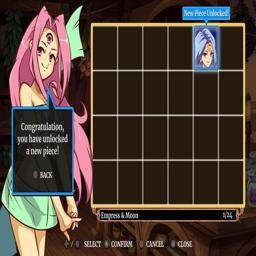 New Piece Unlocked!
Congratulation,
you have unlocked
a new piece!
BACK
Empress & Moon 1/24
SELECT CONFIRM CANCEL CLOSE